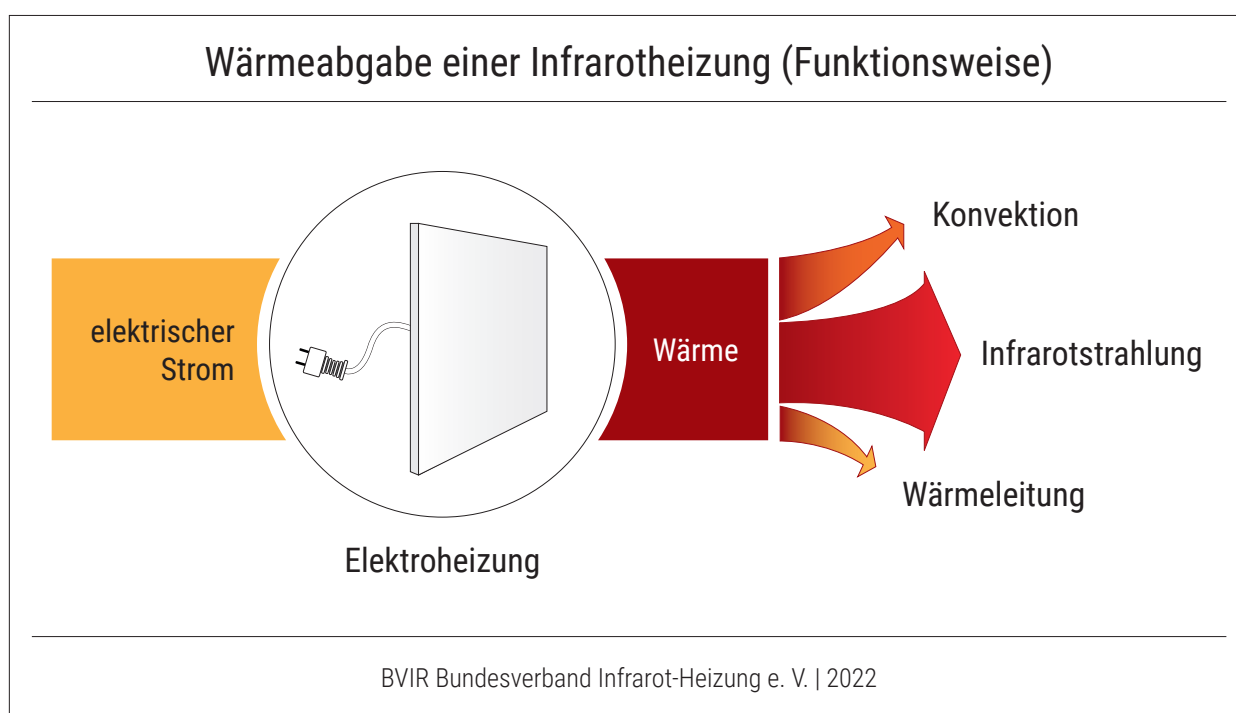 Wärmeabgabe einer Infrarotheizung (Funktionsweise)
elektrischer
Strom
Elektroheizung
Wärme
Konvektion
Infrarotstrahlung
Wärmeleitung
BVIR Bundesverband Infrarot-Heizung e. V. | 2022